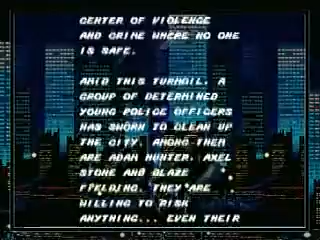 CENTER OF VIOLENCE
AND CRIME WHERE NO ONE
IS SAFE.
AMID THIS TURMOIL, A
GROUP OF DETERMINED
YOUNG POLICE OFFICERS
HAS SWORN TO CLEAN UP
THE CITY. AMONG THEM
ARE ADAM HUNTER, AXEL
STONE AND BLAZE
FIELDING. THEY ARE
WILLING TO RISK
ANYTHING... EVEN THEIR